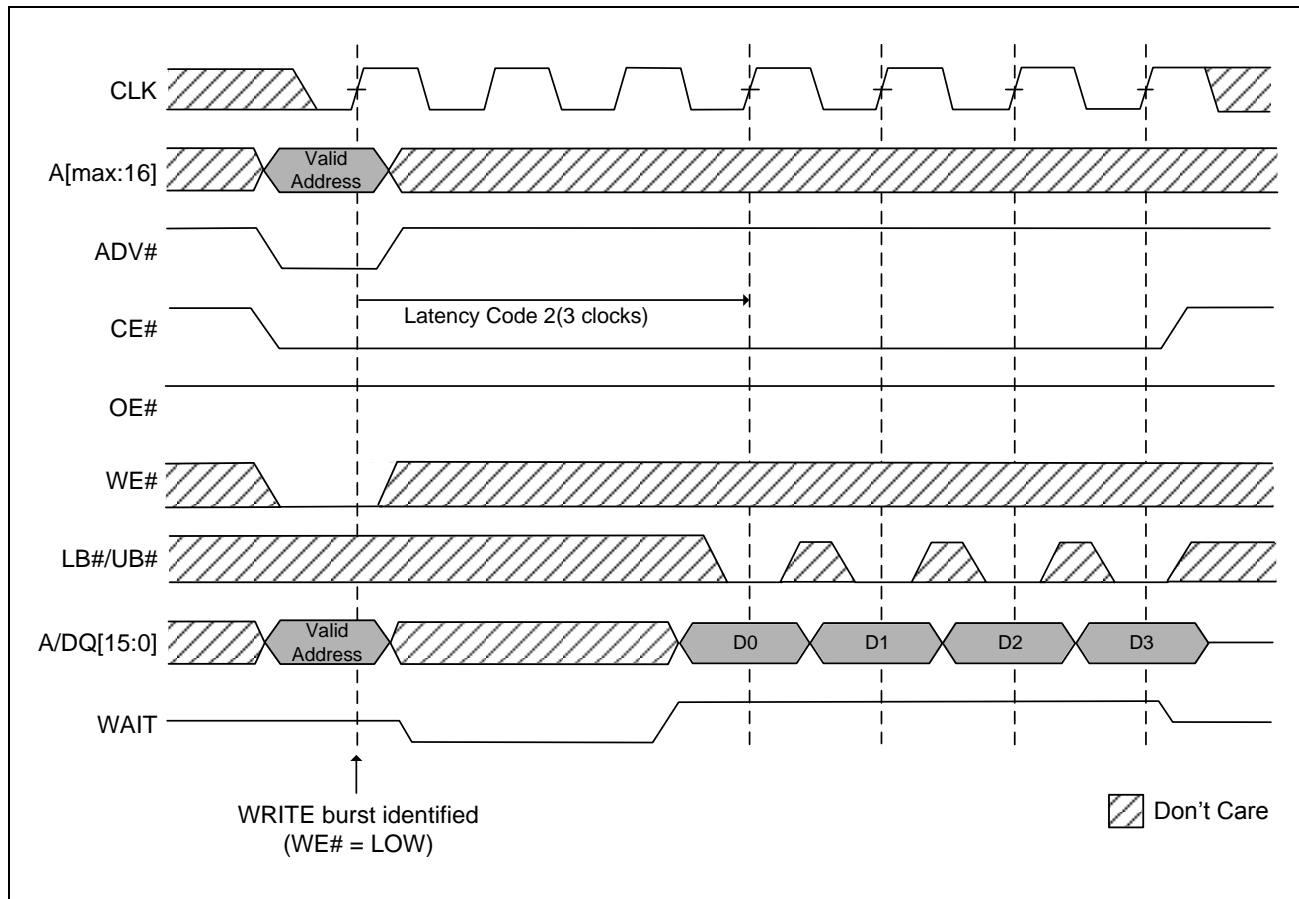 CLK
A[max:16]
Valid
Address
ADV#
CE#
Latency Code 2(3 clocks)
OE#
WE#
LB#/UB#
A/DQ[15:0]
Valid
Address
D0
D1
D2
D3
WAIT
WRITE burst identified
(WE# = LOW)
Don't Care